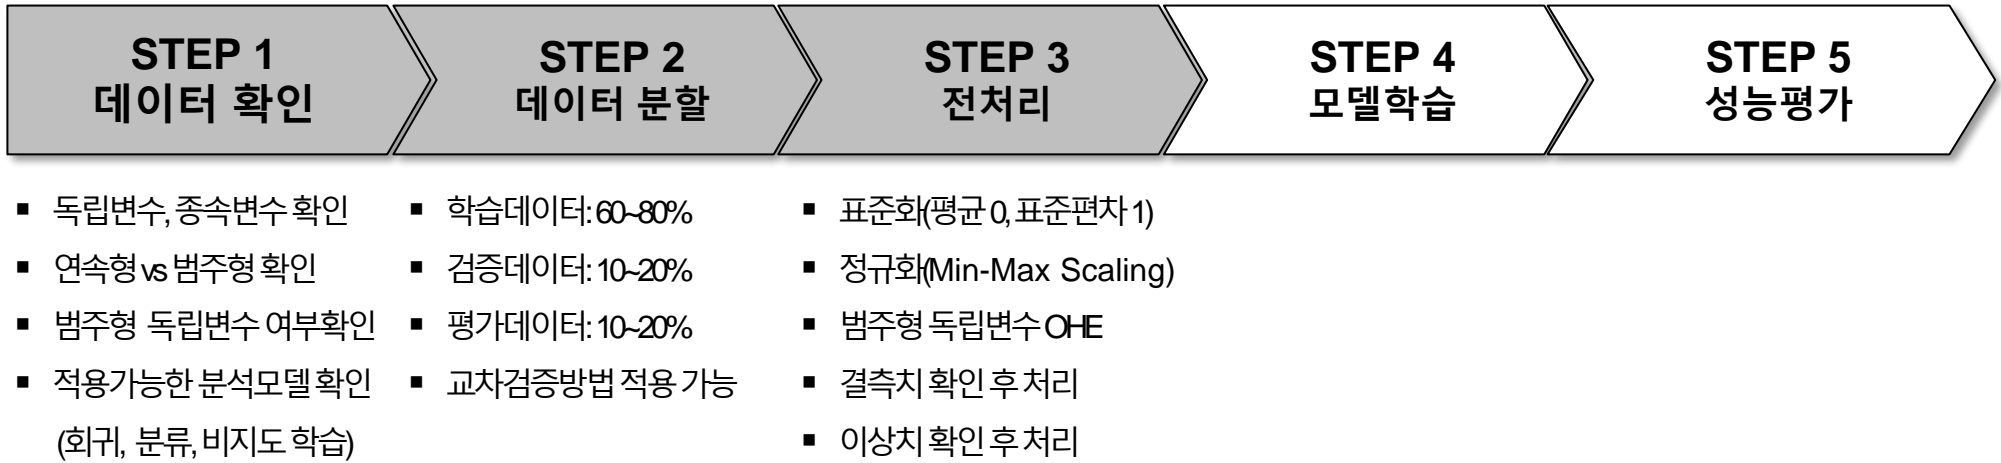 STEP 1
데이터 확인
STEP 2
데이터 분할
STEP 3
전처리
STEP 4
모델학습
STEP 5
성능평가
▪ 독립변수, 종속변수 확인
▪ 연속형 vs 범주형 확인
▪ 범주형 독립변수 여부확인
▪ 적용가능한 분석모델 확인
(회귀, 분류, 비지도 학습)
▪ 학습데이터: 60~80%
▪ 검증데이터: 10~20%
▪ 평가데이터: 10~20%
▪ 교차검증방법 적용 가능
▪ 표준화(평균 0, 표준편차 1)
▪ 정규화(Min-Max Scaling)
▪ 범주형 독립변수 OHE
▪ 결측치 확인 후 처리
▪ 이상치 확인 후 처리